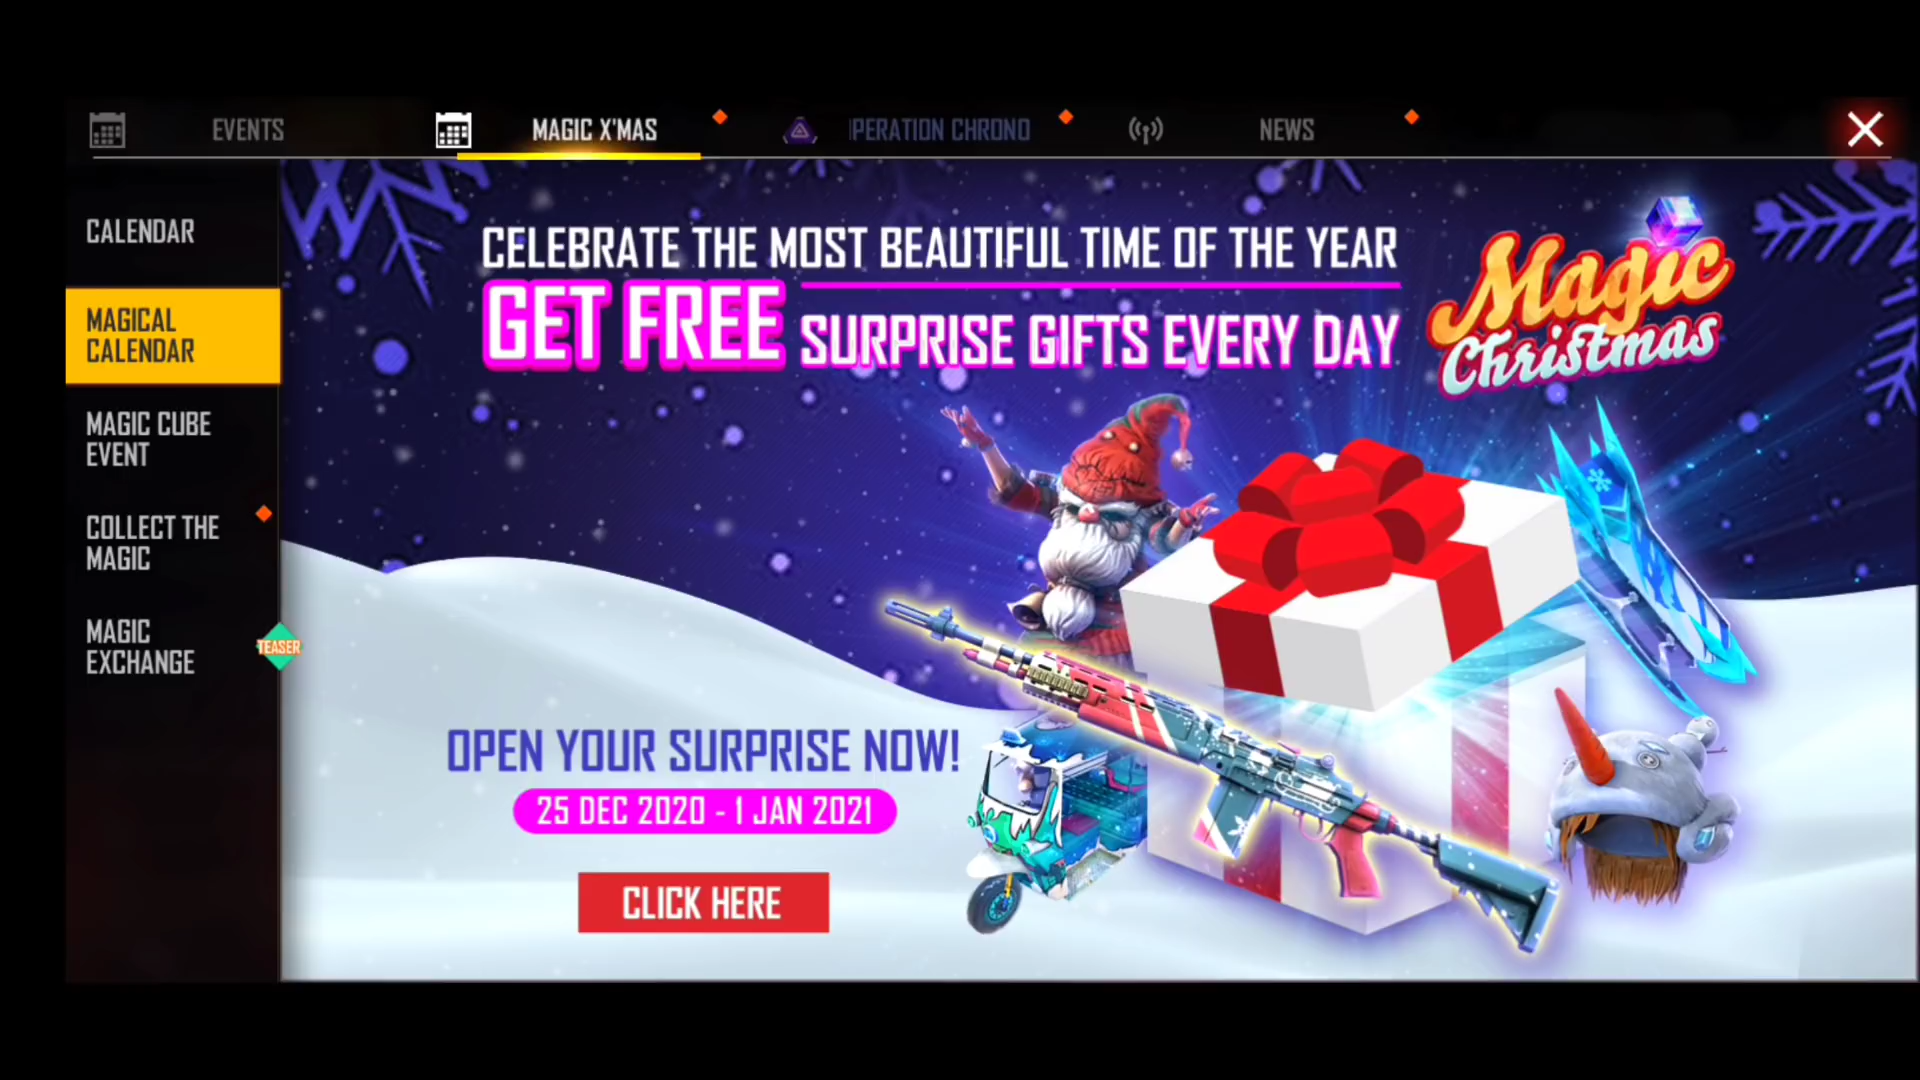 EVENTS
MAGIC X'MAS
PERATION CHRONO
NEWS
CALENDAR
MAGICAL
CALENDAR
MAGIC CUBE
EVENT
COLLECT THE
MAGIC
MAGIC
EXCHANGE
TEASER
CELEBRATE THE MOST BEAUTIFUL TIME OF THE YEAR
GET FREE SURPRISE GIFTS EVERY DAY
Magic
Christmas
OPEN YOUR SURPRISE NOW!
25 DEC 2020 - 1 JAN 2021
CLICK HERE